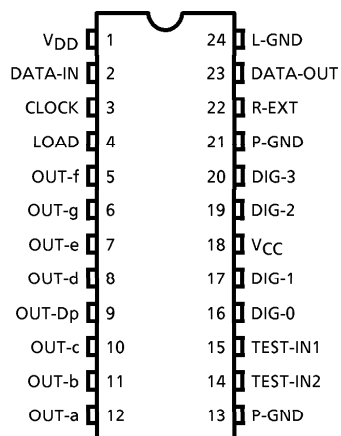 VDD 1 24 L-GND
DATA-IN 2 23 DATA-OUT
CLOCK 3 22 R-EXT
LOAD 4 21 P-GND
OUT-f 5 20 DIG-3
OUT-g 6 19 DIG-2
OUT-e 7 18 VCC
OUT-d 8 17 DIG-1
OUT-Dp 9 16 DIG-0
OUT-c 10 15 TEST-IN1
OUT-b 11 14 TEST-IN2
OUT-a 12 13 P-GND